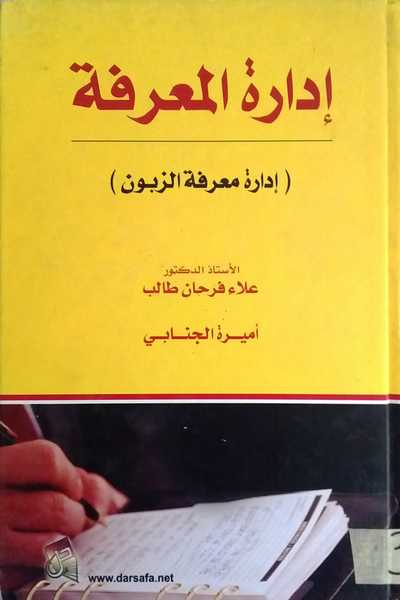 إدارة المعرفة
( إدارة معرفة الزبون )
الأستاذ الدكتور
علاء فرحان طالب
أميرة الجنابي
www.darsafa.net